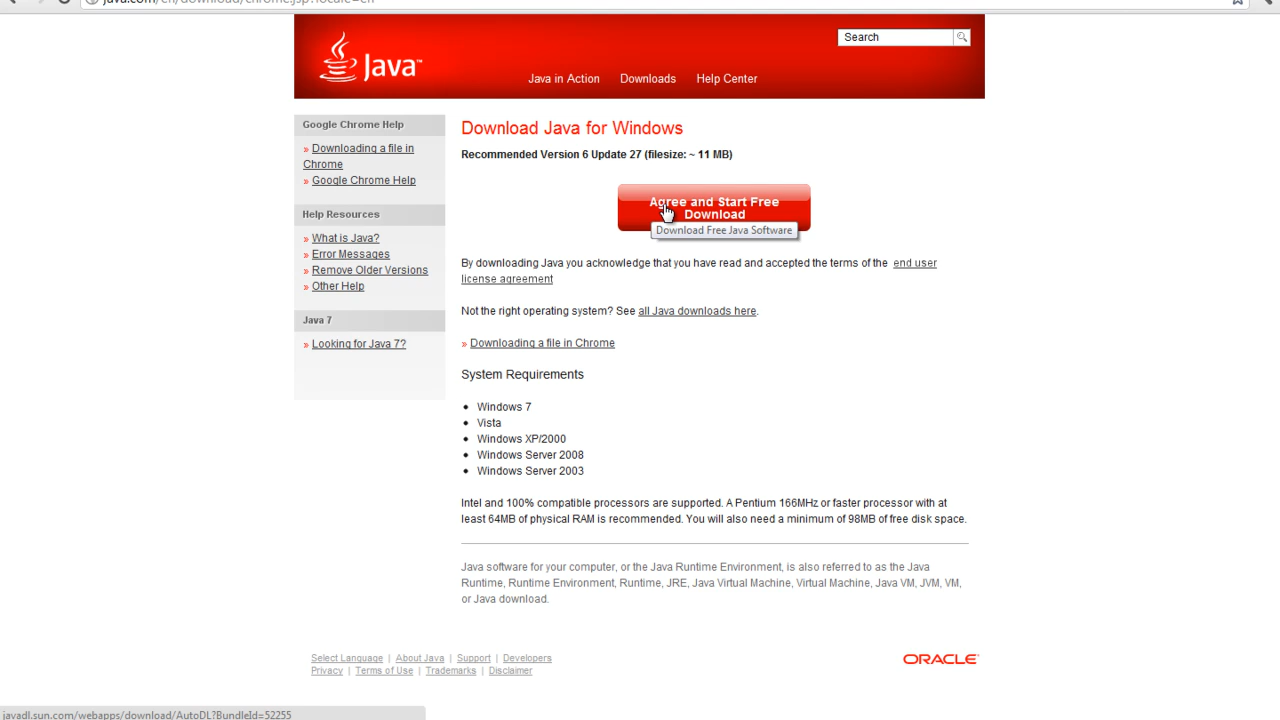 java.com/en/download/chrome.jsp?locale=en
Java™
Search
Java in Action
Downloads
Help Center
Google Chrome Help
» Downloading a file in
Chrome
» Google Chrome Help
Help Resources
» What is Java?
» Error Messages
» Remove Older Versions
» Other Help
Java 7
» Looking for Java 7?
Download Java for Windows
Recommended Version 6 Update 27 (filesize: ~ 11 MB)
Agree and Start Free
Download
Download Free Java Software
By downloading Java you acknowledge that you have read and accepted the terms of the end user
license agreement
Not the right operating system? See all Java downloads here.
» Downloading a file in Chrome
System Requirements
• Windows 7
• Vista
• Windows XP/2000
• Windows Server 2008
• Windows Server 2003
Intel and 100% compatible processors are supported. A Pentium 166MHz or faster processor with at
least 64MB of physical RAM is recommended. You will also need a minimum of 98MB of free disk space.
Java software for your computer, or the Java Runtime Environment, is also referred to as the Java
Runtime, Runtime Environment, Runtime, JRE, Java Virtual Machine, Virtual Machine, Java VM, JVM, VM,
or Java download.
Select Language | About Java | Support | Developers
Privacy | Terms of Use | Trademarks | Disclaimer
ORACLE
javadl.sun.com/webapps/download/AutoDL?BundleId=52255